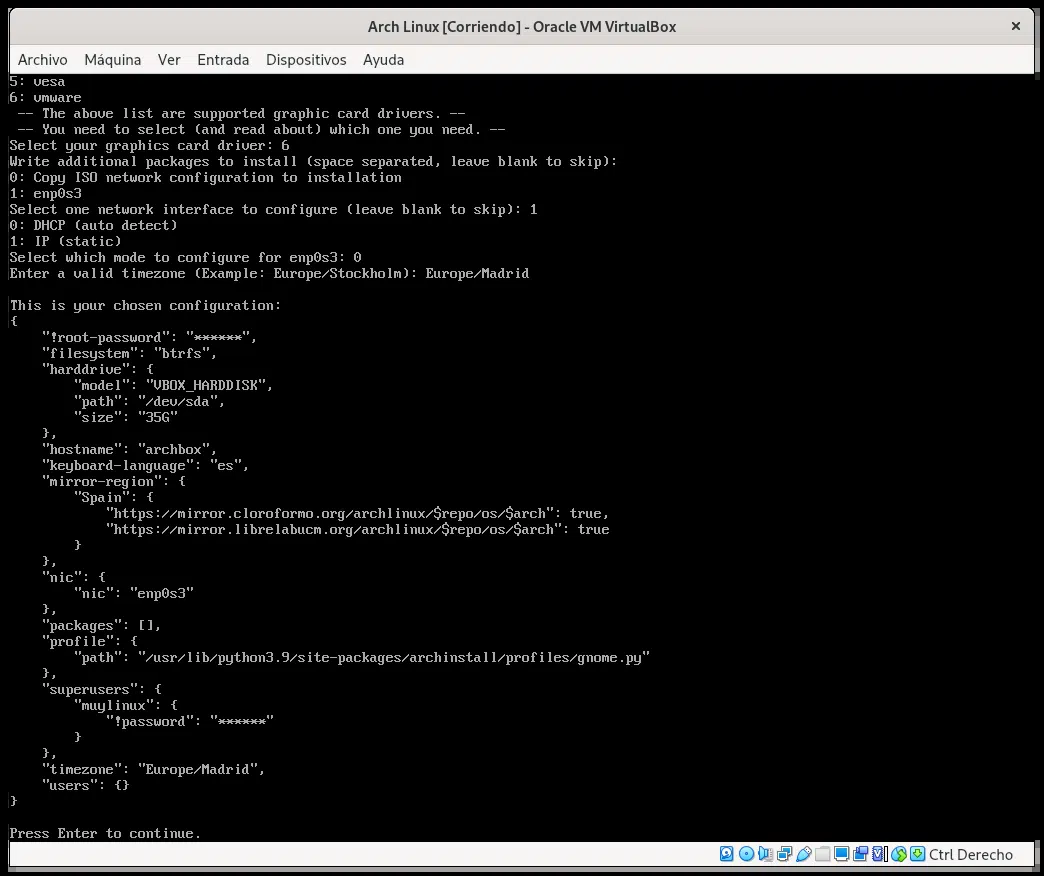 Arch Linux [Corriendo] - Oracle VM VirtualBox
Archivo Máquina Ver Entrada Dispositivos Ayuda
5: vesa
6: vmware
 -- The above list are supported graphic card drivers. --
 -- You need to select (and read about) which one you need. --
Select your graphics card driver: 6
Write additional packages to install (space separated, leave blank to skip):
0: Copy ISO network configuration to installation
1: enp0s3
Select one network interface to configure (leave blank to skip): 1
0: DHCP (auto detect)
1: IP (static)
Select which mode to configure for enp0s3: 0
Enter a valid timezone (Example: Europe/Stockholm): Europe/Madrid

This is your chosen configuration:
{
    "!root-password": "******",
    "filesystem": "btrfs",
    "harddrive": {
        "model": "VBOX_HARDDISK",
        "path": "/dev/sda",
        "size": "35G"
    },
    "hostname": "archbox",
    "keyboard-language": "es",
    "mirror-region": {
        "Spain": {
            "https://mirror.cloroformo.org/archlinux/$repo/os/$arch": true,
            "https://mirror.librelabucm.org/archlinux/$repo/os/$arch": true
        }
    },
    "nic": {
        "nic": "enp0s3"
    },
    "packages": [],
    "profile": {
        "path": "/usr/lib/python3.9/site-packages/archinstall/profiles/gnome.py"
    },
    "superusers": {
        "muylinux": {
            "!password": "******"
        }
    },
    "timezone": "Europe/Madrid",
    "users": {}
}

Press Enter to continue.
Ctrl Derecho